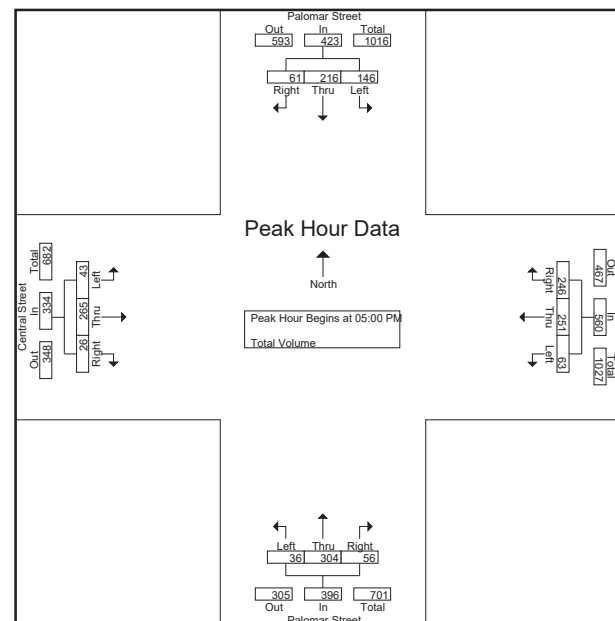 Palomar Street
Out In Total
593 423 1016
61 216 146
Right Thru Left
Peak Hour Data
North
Peak Hour Begins at 05:00 PM
Total Volume
Central Street
Total In Out
682 334 348
43 265 26
Left Thru Right
Right Thru Left
246 251 63
Out In Total
467 560 1027
Left Thru Right
36 304 56
305 396 701
Out In Total
Palomar Street